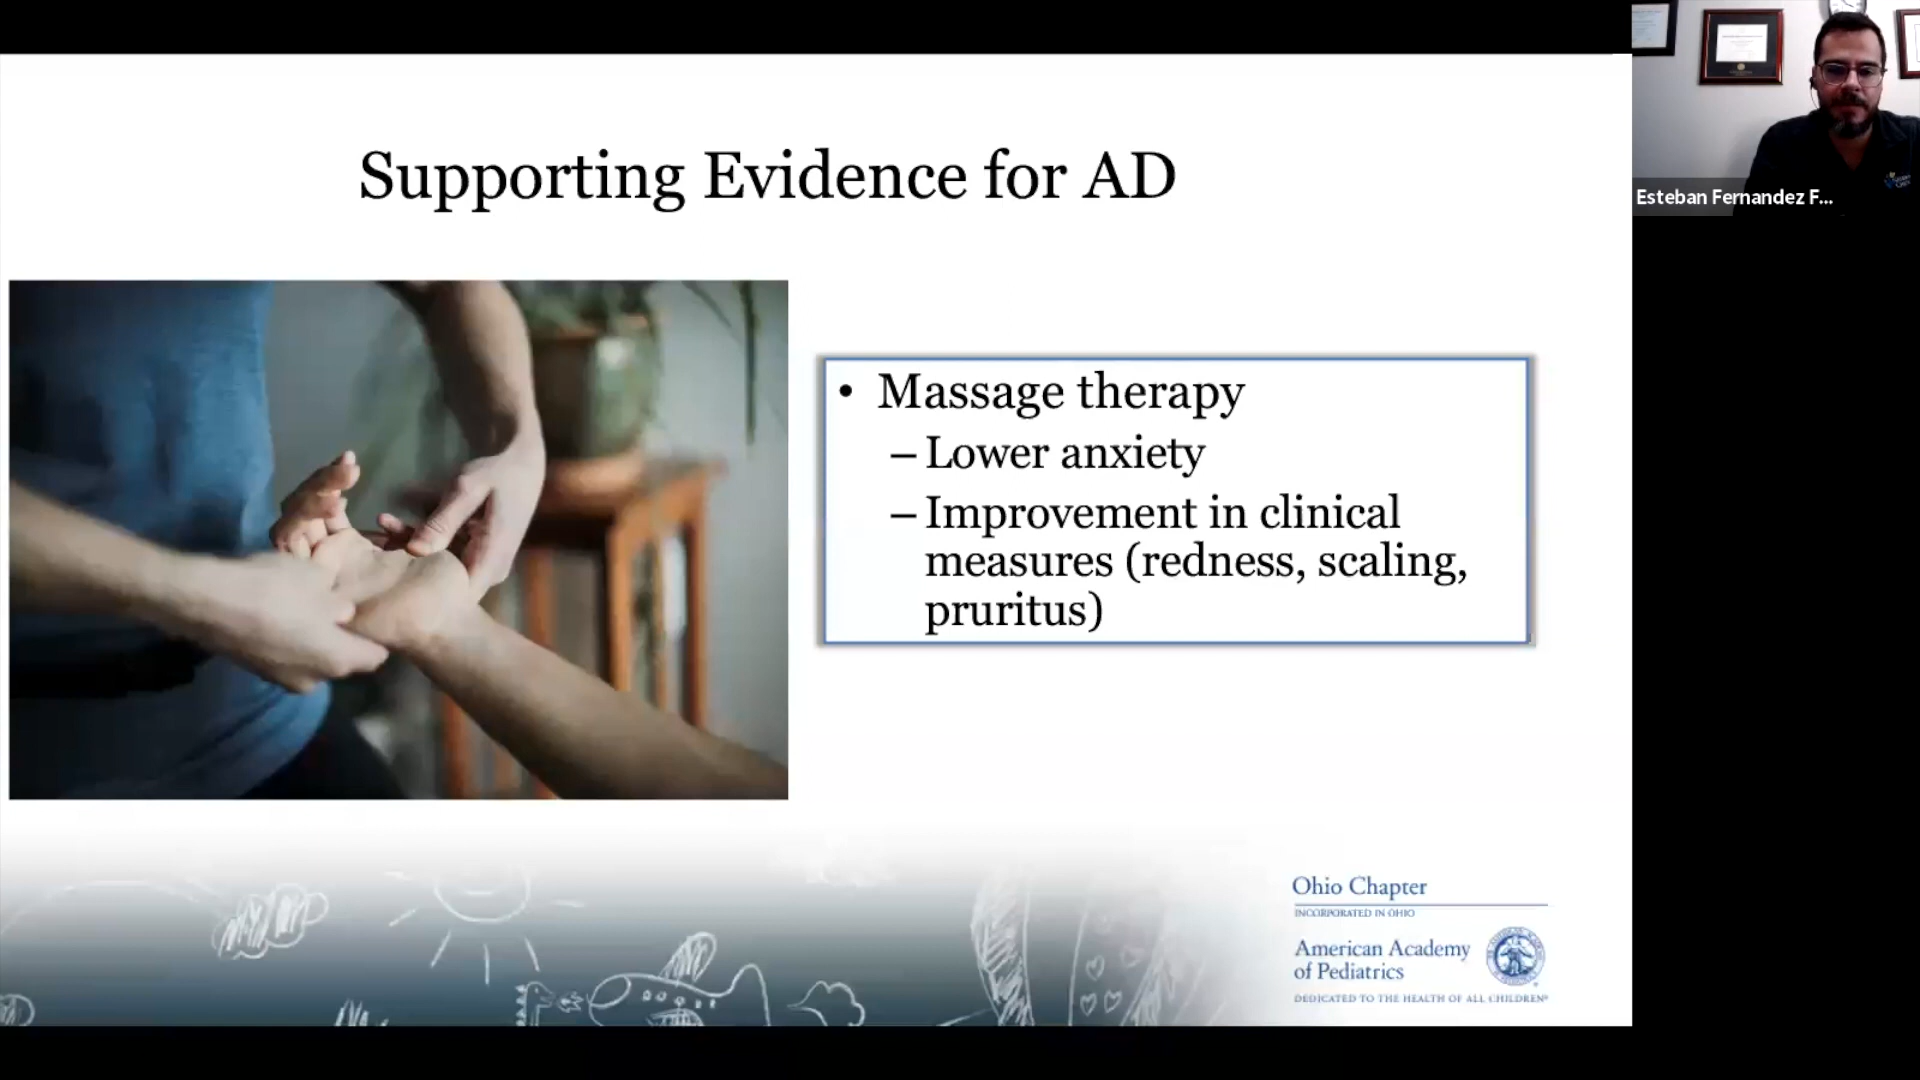 Supporting Evidence for AD
• Massage therapy
– Lower anxiety
– Improvement in clinical
measures (redness, scaling,
pruritus)
Ohio Chapter
INCORPORATED IN OHIO
American Academy
of Pediatrics
DEDICATED TO THE HEALTH OF ALL CHILDREN®
Esteban Fernandez F...